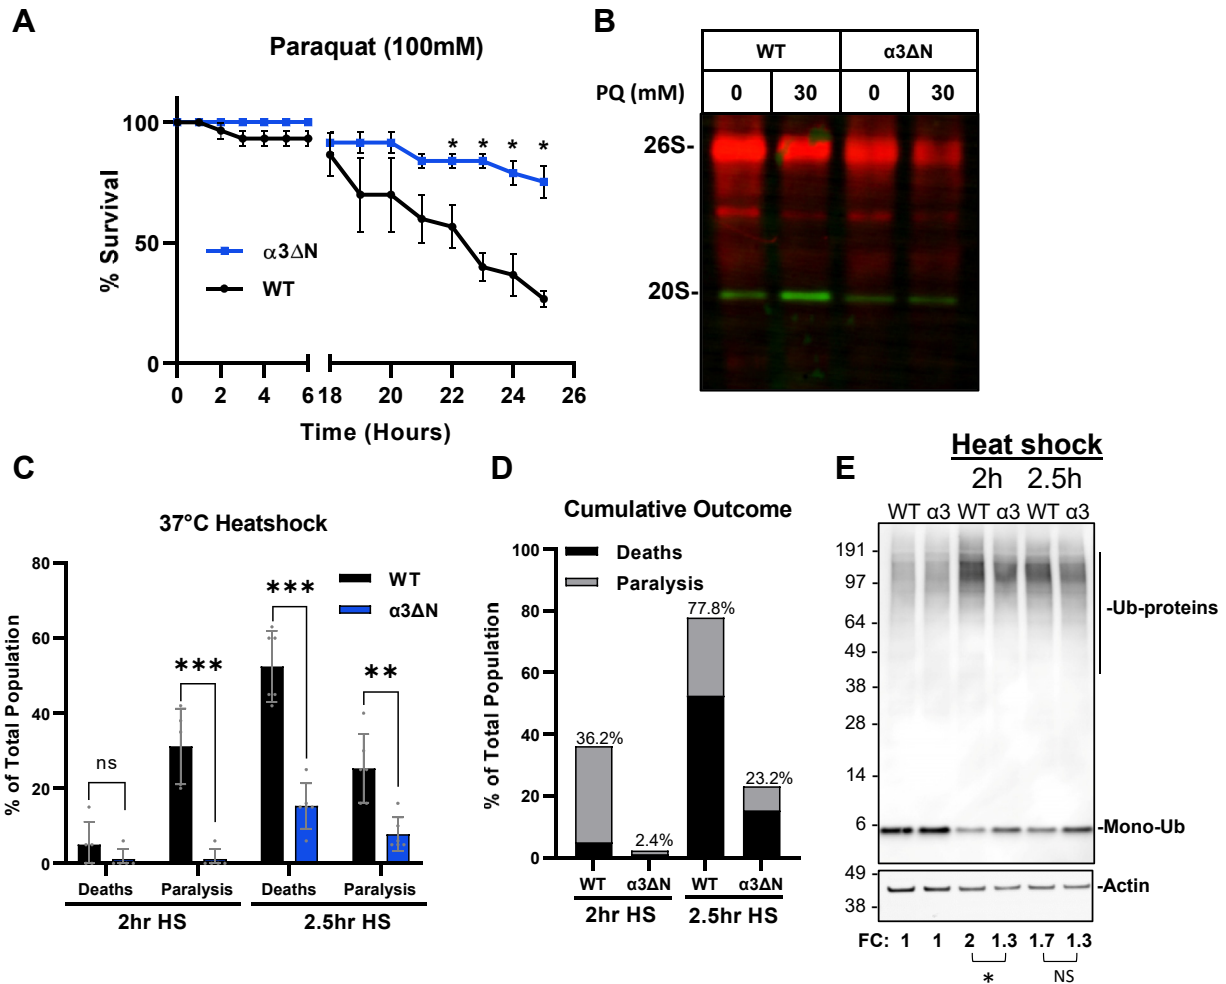 A
Paraquat (100mM)
% Survival
100
50
0
α3ΔN
WT
* * * *
0 2 4 6 18 20 22 24 26
Time (Hours)
B
WT α3ΔN
PQ (mM) 0 30 0 30
26S-
20S-
C
37°C Heatshock
% of Total Population
80
60
40
20
0
WT
α3ΔN
ns
***
***
**
Deaths Paralysis Deaths Paralysis
2hr HS 2.5hr HS
D
Cumulative Outcome
% of Total Population
100
80
60
40
20
0
Deaths
Paralysis
36.2%
2.4%
77.8%
23.2%
WT α3ΔN WT α3ΔN
2hr HS 2.5hr HS
E
Heat shock
2h 2.5h
WT α3 WT α3 WT α3
191
97
64
49
38
28
14
6
-Ub-proteins
-Mono-Ub
49
38
-Actin
FC: 1 1 2 1.3 1.7 1.3
* NS